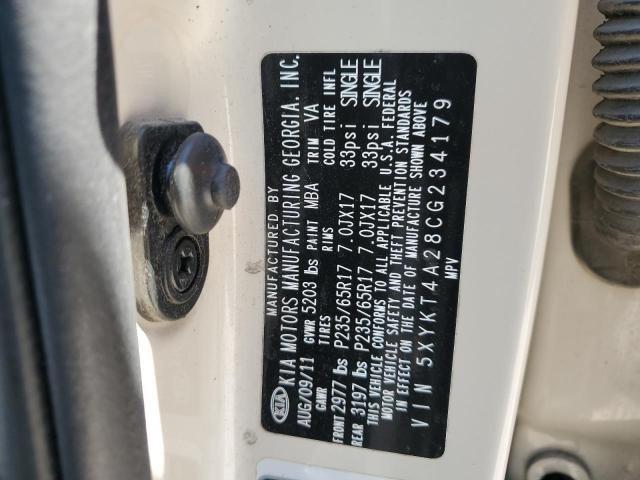 MANUFACTURED BY
KIA KIA MOTORS MANUFACTURING GEORGIA. INC.
AUG/09/11 GVWR 5203 lbs PAINT MBA TRIM VA
GAWR TIRES RIMS COLD TIRE INFL
FRONT 2977 lbs P235/65R17 7.0JX17 33psi SINGLE
REAR 3197 lbs P235/65R17 7.0JX17 33psi SINGLE
THIS VEHICLE CONFORMS TO ALL APPLICABLE U.S.A. FEDERAL
MOTOR VEHICLE SAFETY AND THEFT PREVENTION STANDARDS
IN EFFECT ON THE DATE OF MANUFACTURE SHOWN ABOVE
VIN 5XYKT4A28CG234179
MPV